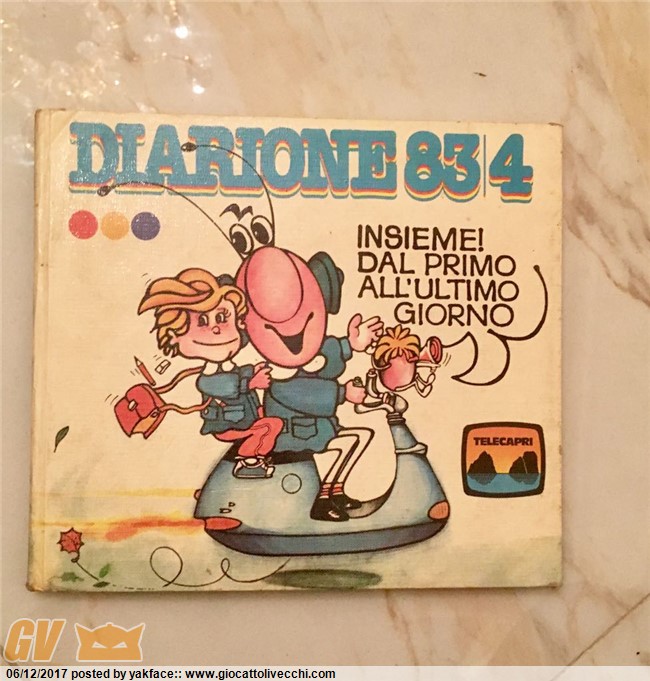 DIARIONE 83|4
INSIEME!
DAL PRIMO
ALL'ULTIMO
GIORNO
TELECAPRI
GV
06/12/2017 posted by yakface:: www.giocattolivecchi.com